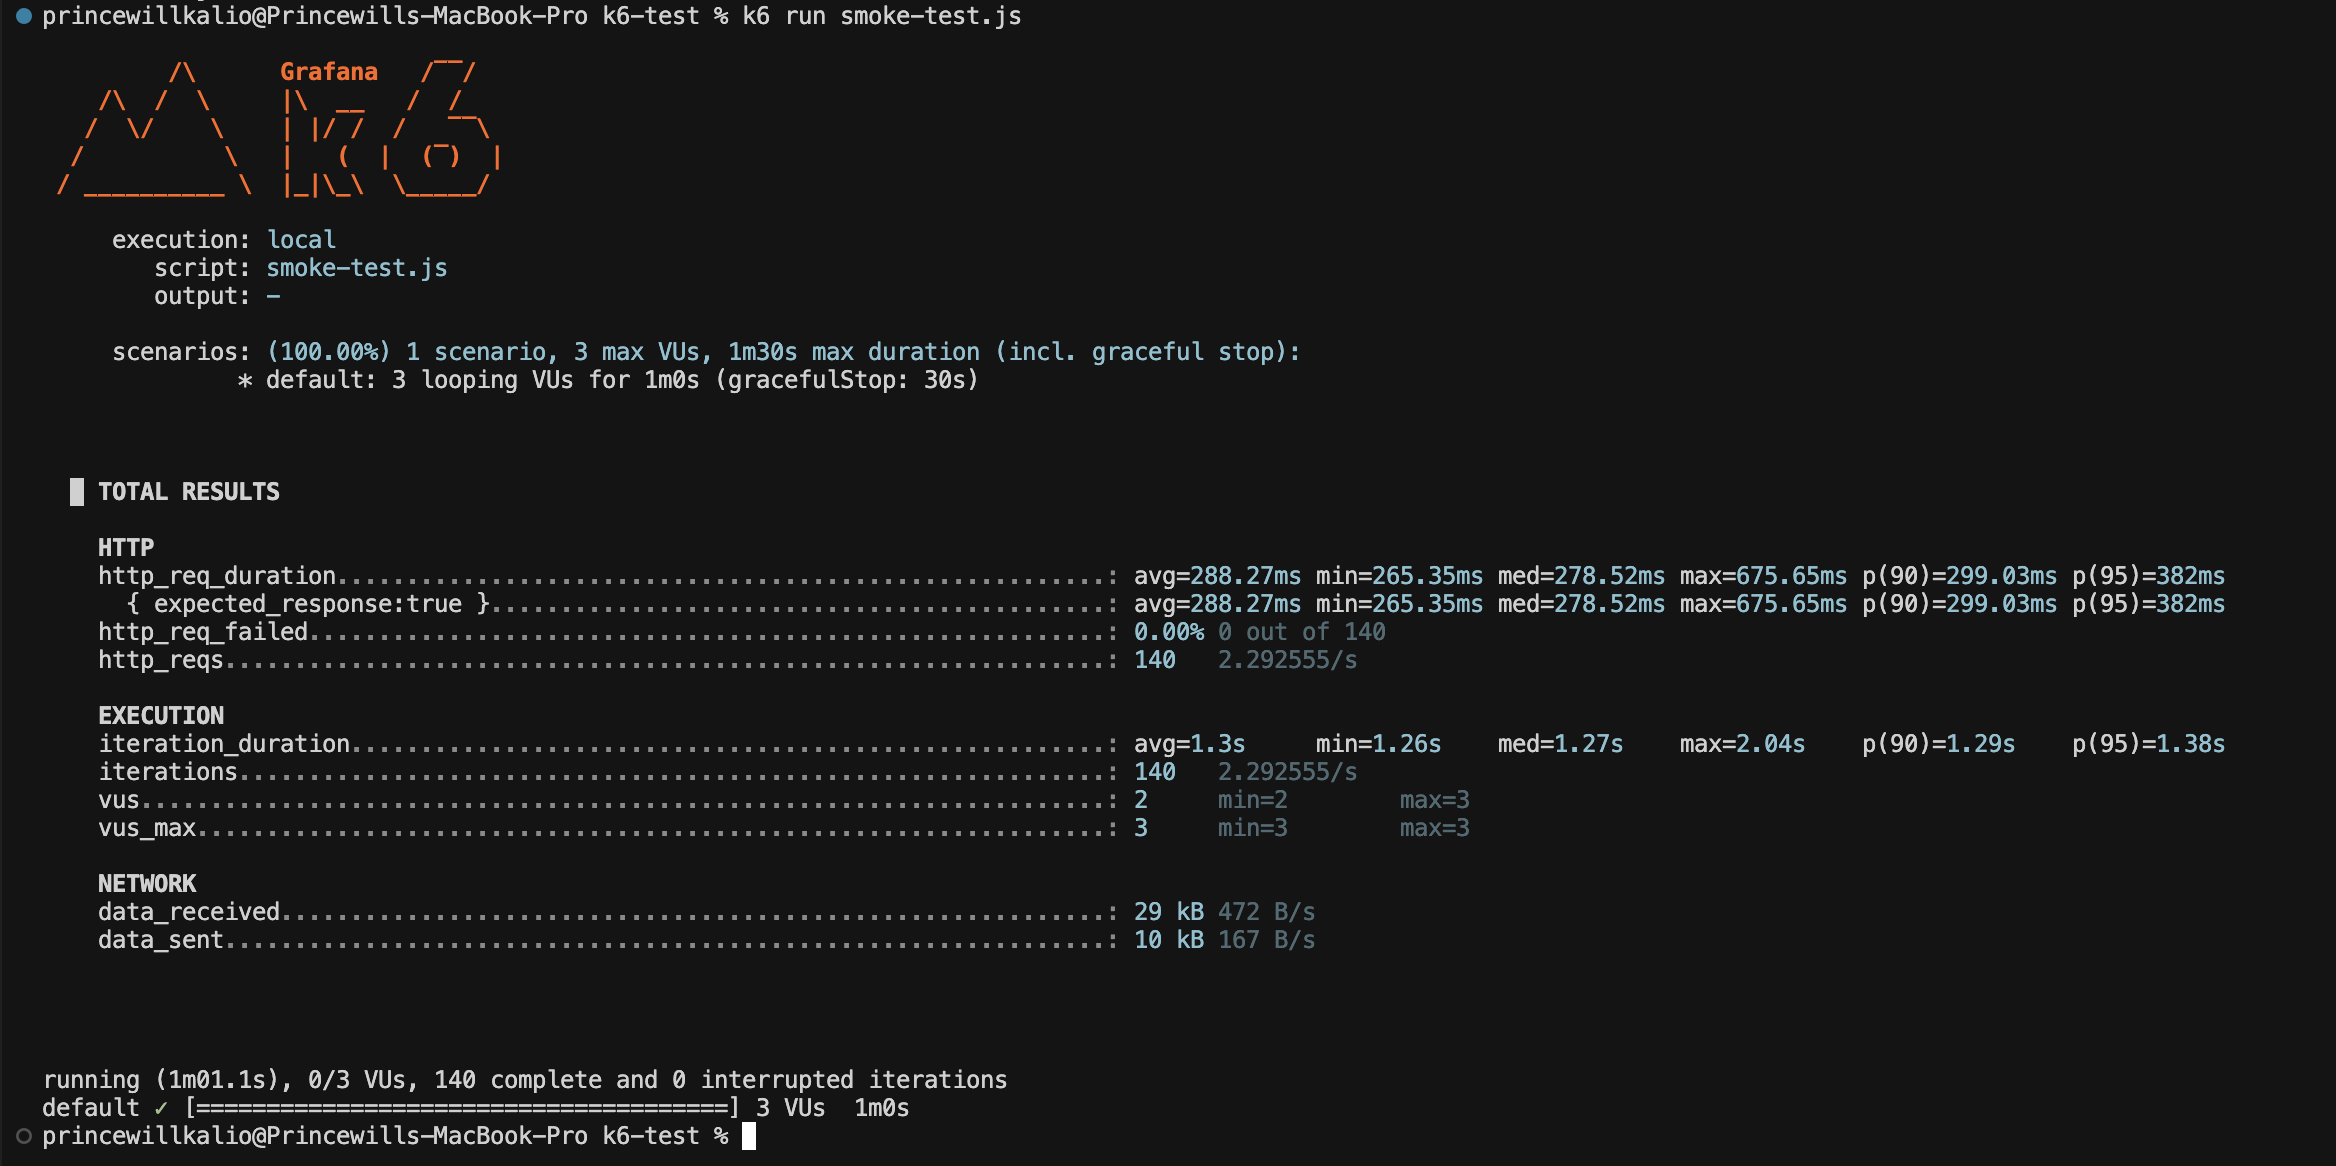 princewillkalio@Princewills-MacBook-Pro k6-test % k6 run smoke-test.js
Grafana
k6
execution: local
script: smoke-test.js
output: -
scenarios: (100.00%) 1 scenario, 3 max VUs, 1m30s max duration (incl. graceful stop):
* default: 3 looping VUs for 1m0s (gracefulStop: 30s)
TOTAL RESULTS
HTTP
http_req_duration.......................................................: avg=288.27ms min=265.35ms med=278.52ms max=675.65ms p(90)=299.03ms p(95)=382ms
{ expected_response:true }............................................: avg=288.27ms min=265.35ms med=278.52ms max=675.65ms p(90)=299.03ms p(95)=382ms
http_req_failed.........................................................: 0.00% 0 out of 140
http_reqs...............................................................: 140 2.292555/s
EXECUTION
iteration_duration......................................................: avg=1.3s min=1.26s med=1.27s max=2.04s p(90)=1.29s p(95)=1.38s
iterations..............................................................: 140 2.292555/s
vus.....................................................................: 2 min=2 max=3
vus_max.................................................................: 3 min=3 max=3
NETWORK
data_received...........................................................: 29 kB 472 B/s
data_sent...............................................................: 10 kB 167 B/s
running (1m01.1s), 0/3 VUs, 140 complete and 0 interrupted iterations
default ✓ [======================================] 3 VUs 1m0s
princewillkalio@Princewills-MacBook-Pro k6-test %